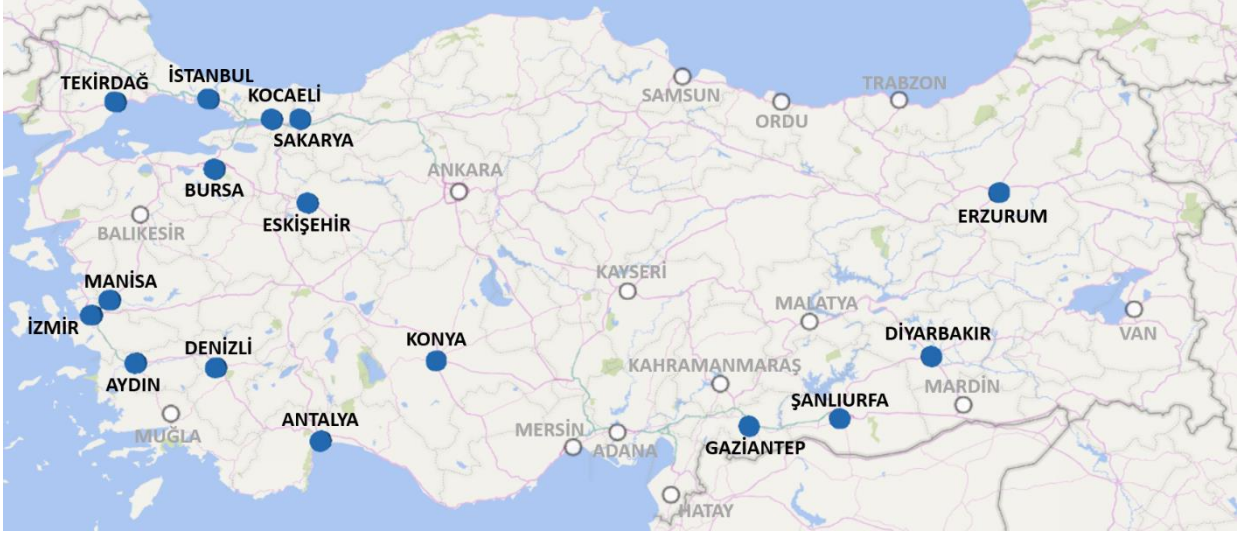 TEKİRDAĞ
İSTANBUL
KOCAELİ
SAKARYA
SAMSUN
ORDU
TRABZON
BURSA
ANKARA
ESKİŞEHİR
ERZURUM
BALIKESİR
MANİSA
İZMİR
KAYSERİ
MALATYA
VAN
AYDIN
DENİZLİ
KONYA
DİYARBAKIR
KAHRAMANMARAŞ
MARDİN
ŞANLIURFA
MUĞLA
ANTALYA
MERSİN
ADANA
GAZİANTEP
HATAY